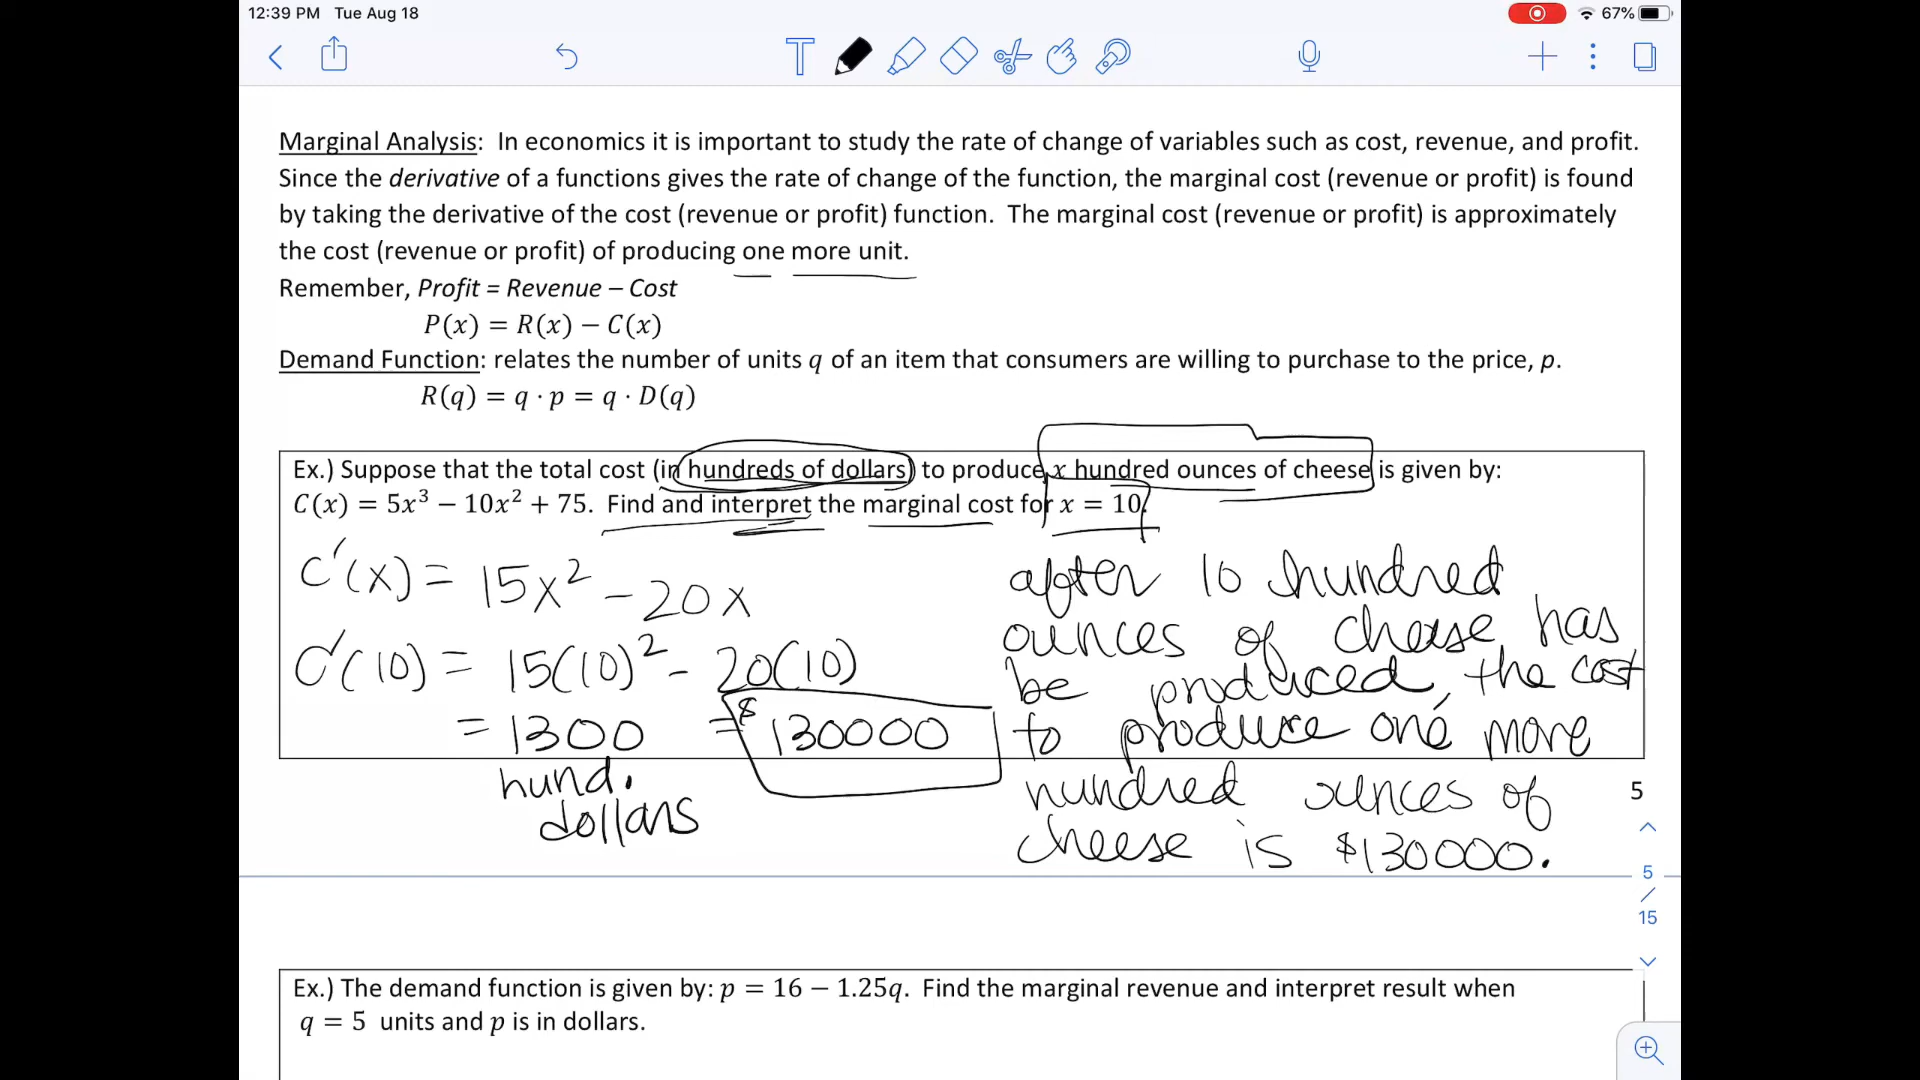 12:39 PM Tue Aug 18
67%
T
Marginal Analysis: In economics it is important to study the rate of change of variables such as cost, revenue, and profit.
Since the derivative of a functions gives the rate of change of the function, the marginal cost (revenue or profit) is found
by taking the derivative of the cost (revenue or profit) function. The marginal cost (revenue or profit) is approximately
the cost (revenue or profit) of producing one more unit.
Remember, Profit = Revenue – Cost
P(x) = R(x) − C(x)
Demand Function: relates the number of units q of an item that consumers are willing to purchase to the price, p.
R(q) = q · p = q · D(q)
Ex.) Suppose that the total cost (in hundreds of dollars) to produce x hundred ounces of cheese is given by:
C(x) = 5x³ − 10x² + 75. Find and interpret the marginal cost for x = 10.
C'(x) = 15x² - 20x
C'(10) = 15(10)² - 20(10)
= 1300 = $130000
hund.
dollars
after 10 hundred
ounces of cheese has
be produced, the cost
to produce one more
hundred ounces of
cheese is $130000.
5
5
/
15
Ex.) The demand function is given by: p = 16 − 1.25q. Find the marginal revenue and interpret result when
q = 5 units and p is in dollars.